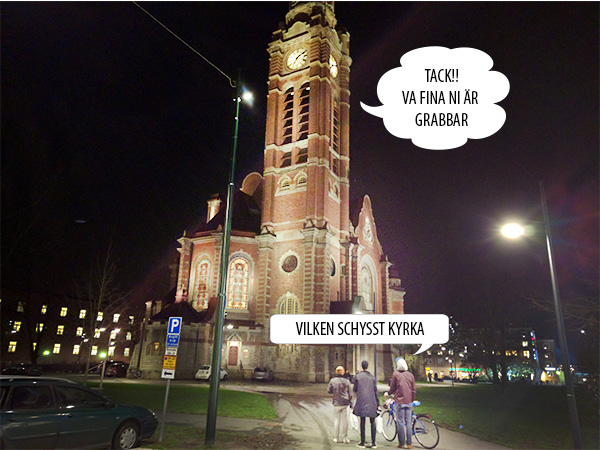 TACK!!
VA FINA NI ÄR
GRABBAR
VILKEN SCHYSST KYRKA
P